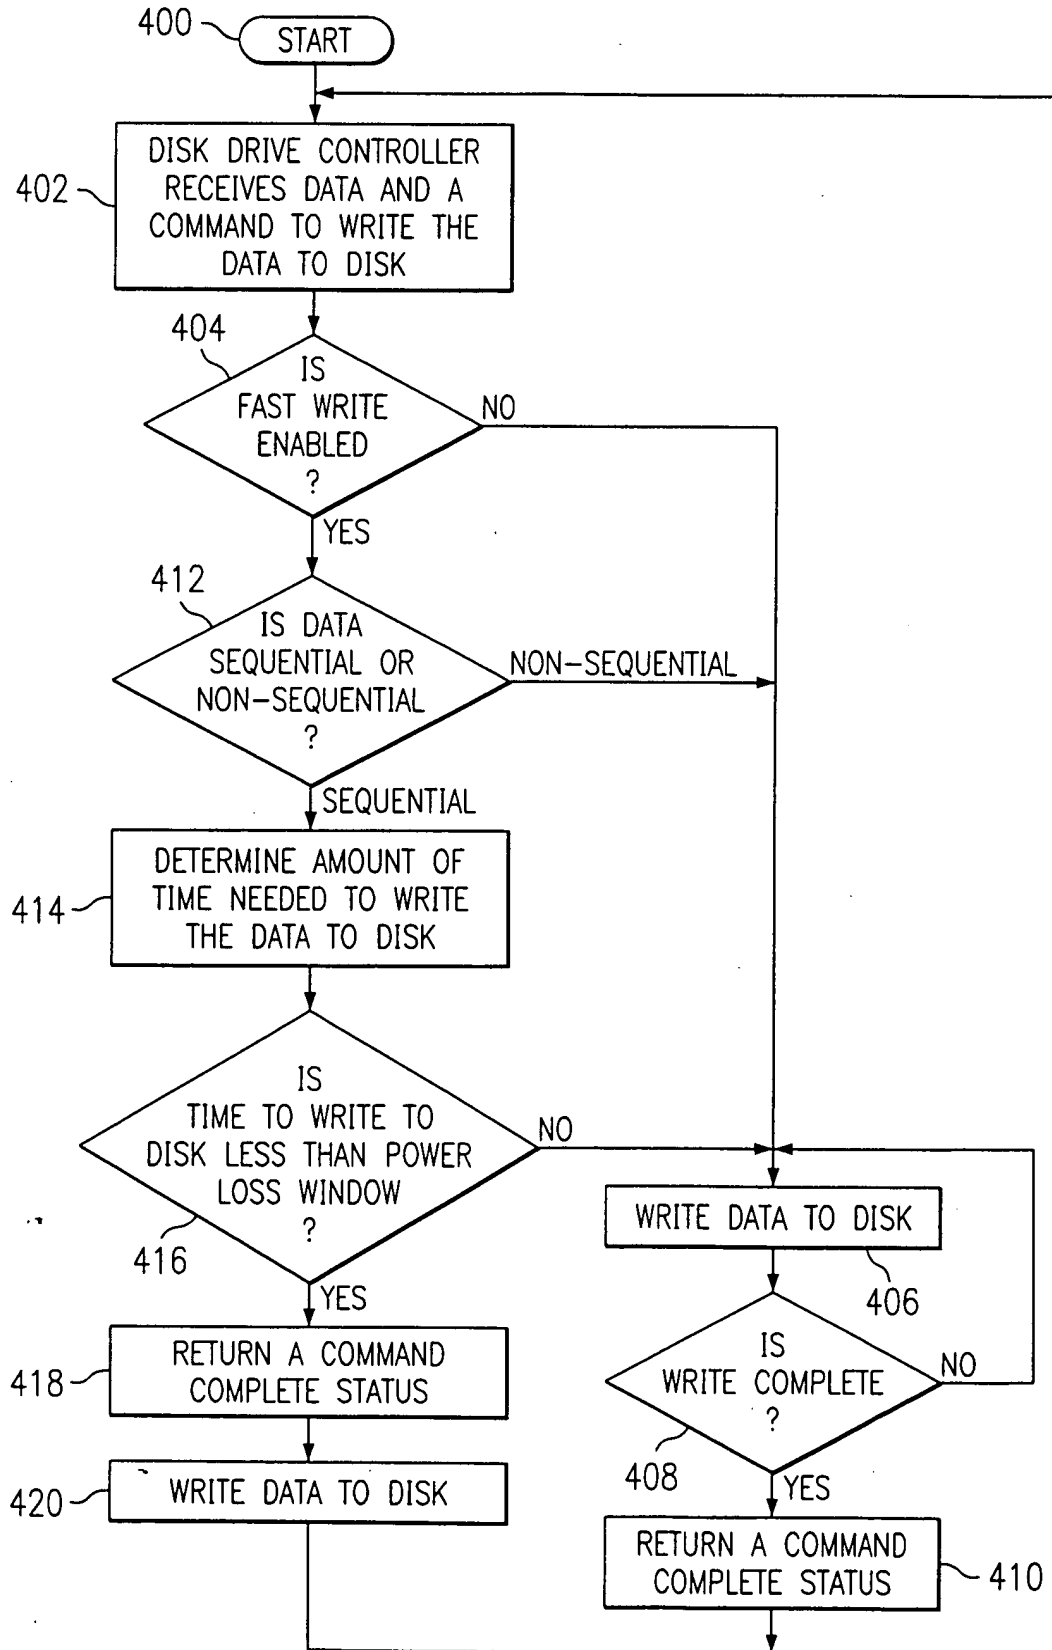 400
START
402
DISK DRIVE CONTROLLER
RECEIVES DATA AND A
COMMAND TO WRITE THE
DATA TO DISK
404
IS
FAST WRITE
ENABLED
?
NO
YES
412
IS DATA
SEQUENTIAL OR
NON-SEQUENTIAL
?
NON-SEQUENTIAL
SEQUENTIAL
414
DETERMINE AMOUNT OF
TIME NEEDED TO WRITE
THE DATA TO DISK
IS
TIME TO WRITE TO
DISK LESS THAN POWER
LOSS WINDOW
?
416
NO
YES
418
RETURN A COMMAND
COMPLETE STATUS
420
WRITE DATA TO DISK
WRITE DATA TO DISK
406
IS
WRITE COMPLETE
?
408
NO
YES
RETURN A COMMAND
COMPLETE STATUS
410